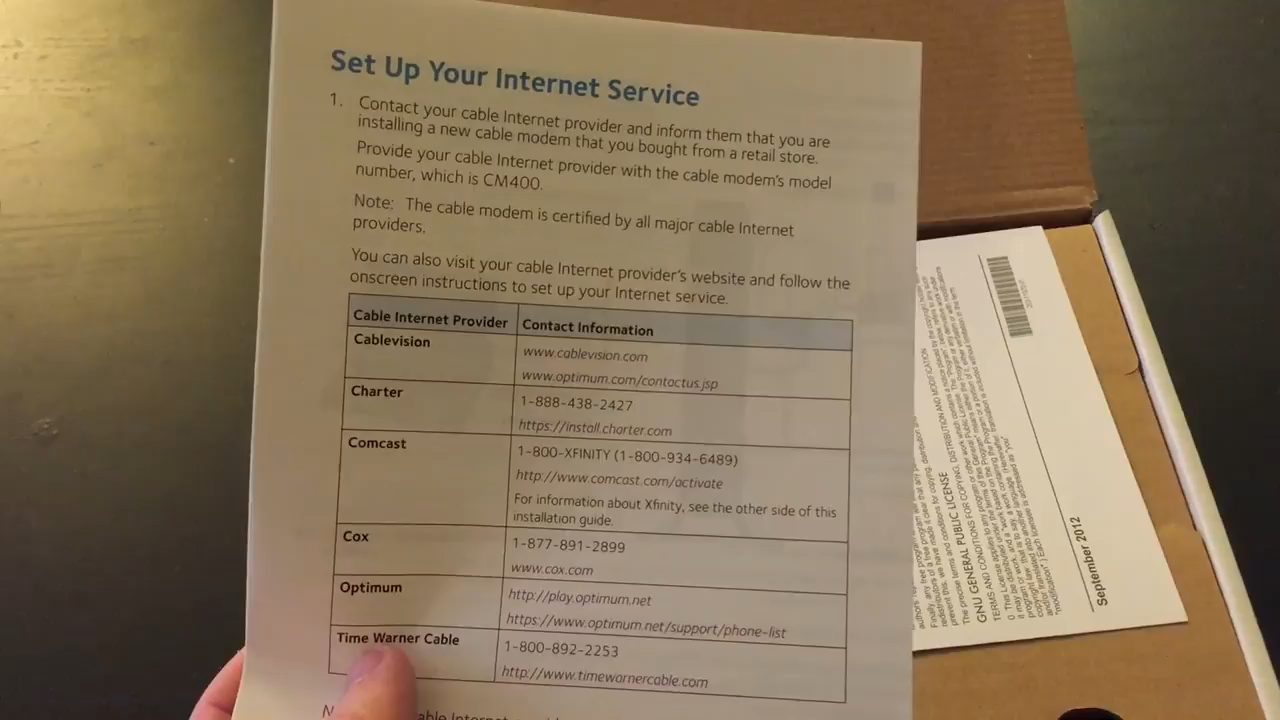 Set Up Your Internet Service
1. Contact your cable Internet provider and inform them that you are
installing a new cable modem that you bought from a retail store.
Provide your cable Internet provider with the cable modem's model
number, which is CM400.
Note: The cable modem is certified by all major cable Internet
providers.
You can also visit your cable Internet provider's website and follow the
onscreen instructions to set up your Internet service.
Cable Internet Provider Contact Information
Cablevision www.cablevision.com
www.optimum.com/contactus.jsp
Charter 1-888-438-2427
https://install.charter.com
Comcast 1-800-XFINITY (1-800-934-6489)
http://www.comcast.com/activate
For information about Xfinity, see the other side of this
installation guide.
Cox 1-877-891-2899
www.cox.com
Optimum http://play.optimum.net
https://www.optimum.net/support/phone-list
Time Warner Cable 1-800-892-2253
http://www.timewarnercable.com
GNU GENERAL PUBLIC LICENSE
September 2012